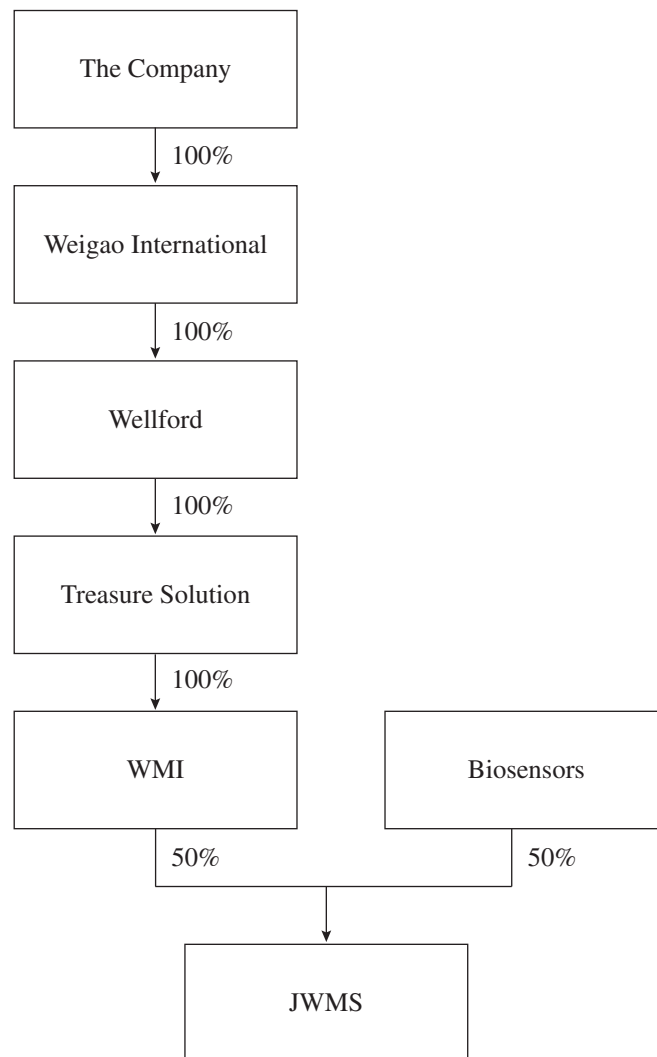 The Company
100%
Weigao International
100%
Wellford
100%
Treasure Solution
100%
WMI
Biosensors
50%
50%
JWMS